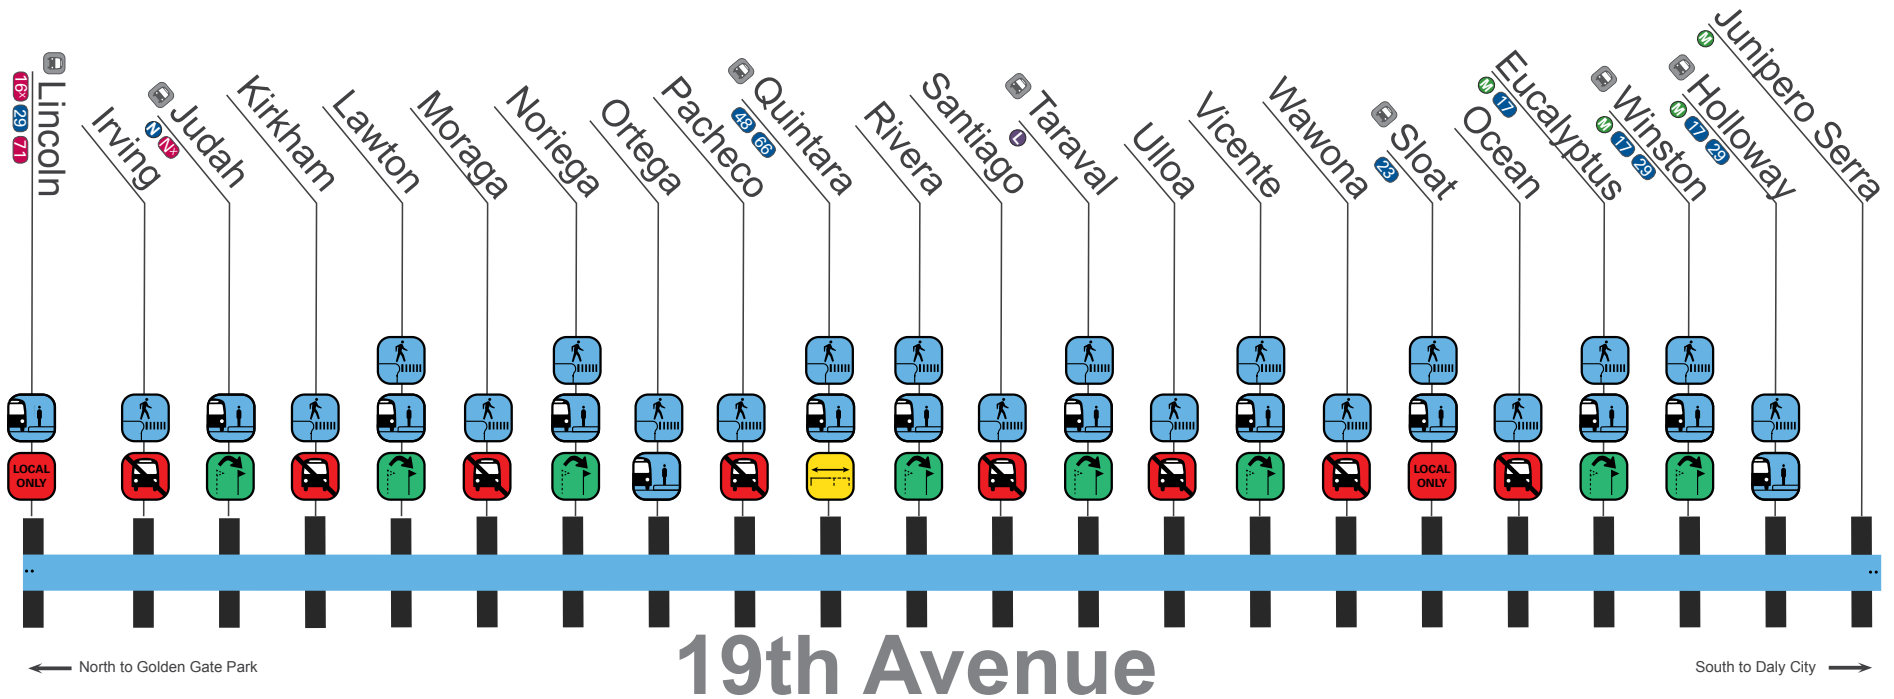 Lincoln
16x 29 71
Irving
Judah
N Nx
Kirkham
Lawton
Moraga
Noriega
Ortega
Pacheco
Quintara
48 66
Rivera
Santiago
Taraval
L
Ulloa
Vicente
Wawona
Sloat
23
Ocean
Eucalyptus
M 17
Winston
M 17 29
Holloway
M 17 29
Junipero Serra
M
LOCAL
ONLY
LOCAL
ONLY
19th Avenue
North to Golden Gate Park
South to Daly City